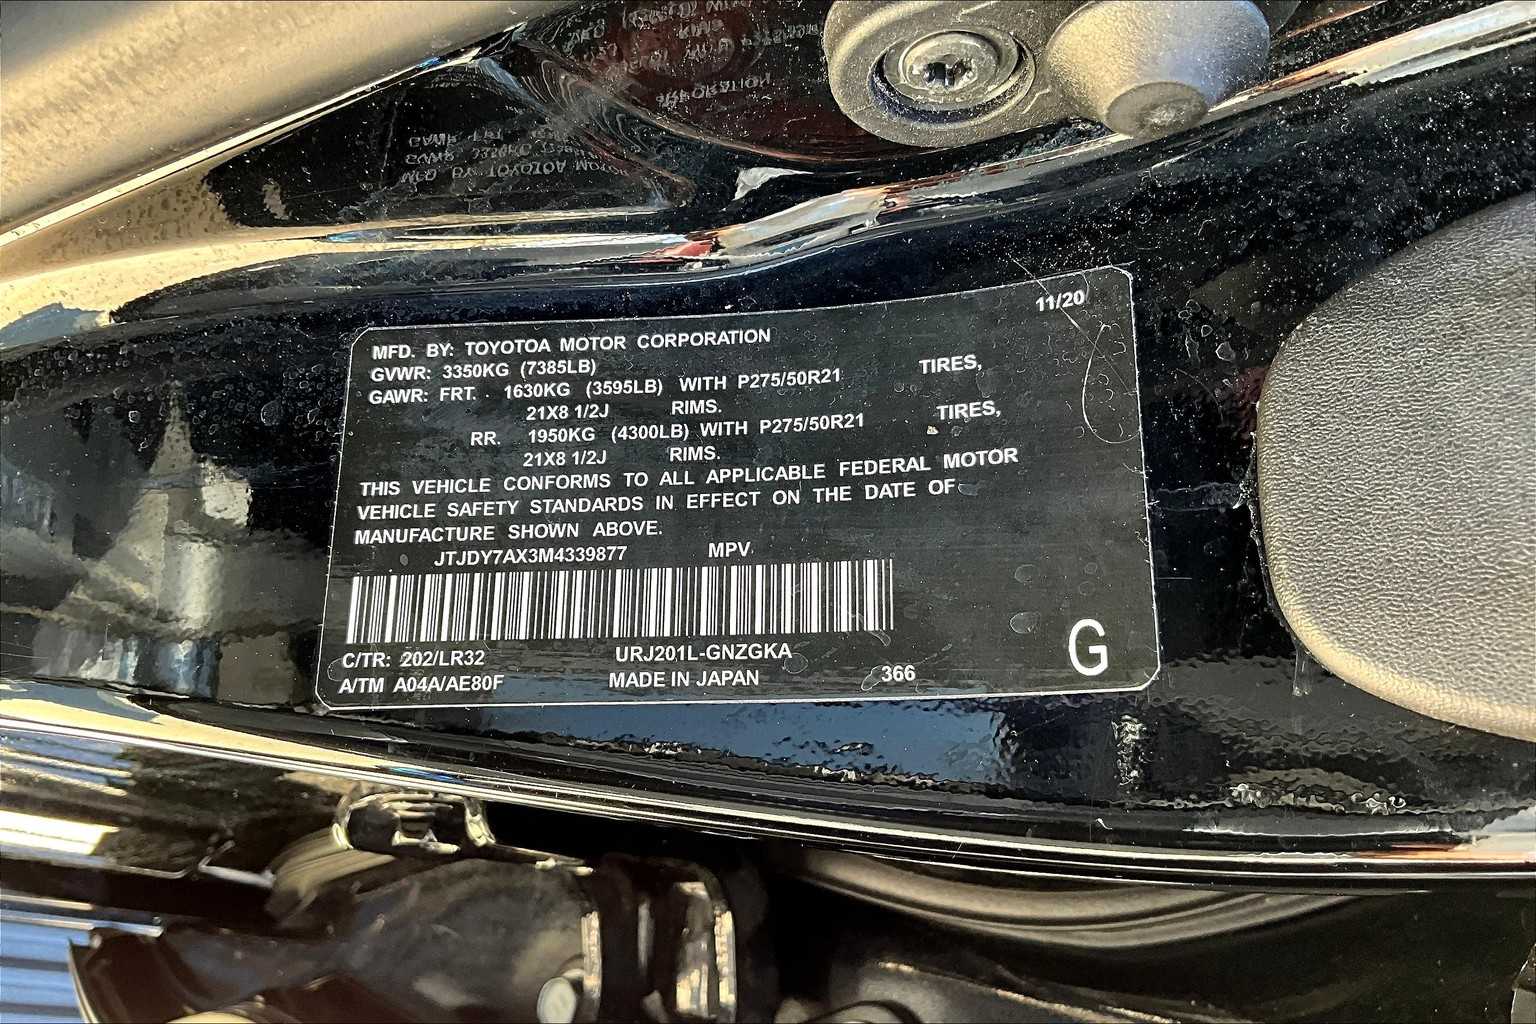 11/20
MFD. BY: TOYOTOA MOTOR CORPORATION
GVWR: 3350KG (7385LB)
GAWR: FRT. 1630KG (3595LB) WITH P275/50R21 TIRES,
21X8 1/2J RIMS.
RR. 1950KG (4300LB) WITH P275/50R21 TIRES,
21X8 1/2J RIMS.
THIS VEHICLE CONFORMS TO ALL APPLICABLE FEDERAL MOTOR
VEHICLE SAFETY STANDARDS IN EFFECT ON THE DATE OF
MANUFACTURE SHOWN ABOVE.
JTJDY7AX3M4339877 MPV
C/TR: 202/LR32 URJ201L-GNZGKA
A/TM A04A/AE80F MADE IN JAPAN 366
G